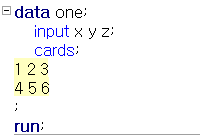 data one;
input x y z;
cards;
1 2 3
4 5 6
;
run;